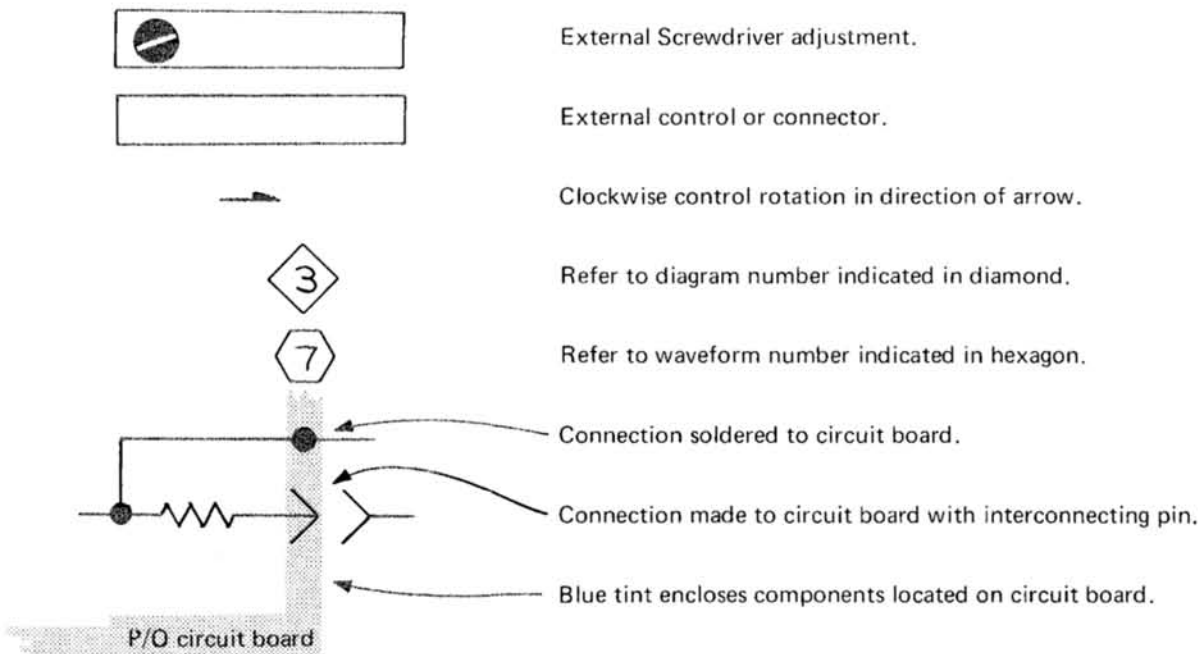 External Screwdriver adjustment.
External control or connector.
Clockwise control rotation in direction of arrow.
3
Refer to diagram number indicated in diamond.
7
Refer to waveform number indicated in hexagon.
Connection soldered to circuit board.
Connection made to circuit board with interconnecting pin.
Blue tint encloses components located on circuit board.
P/O circuit board